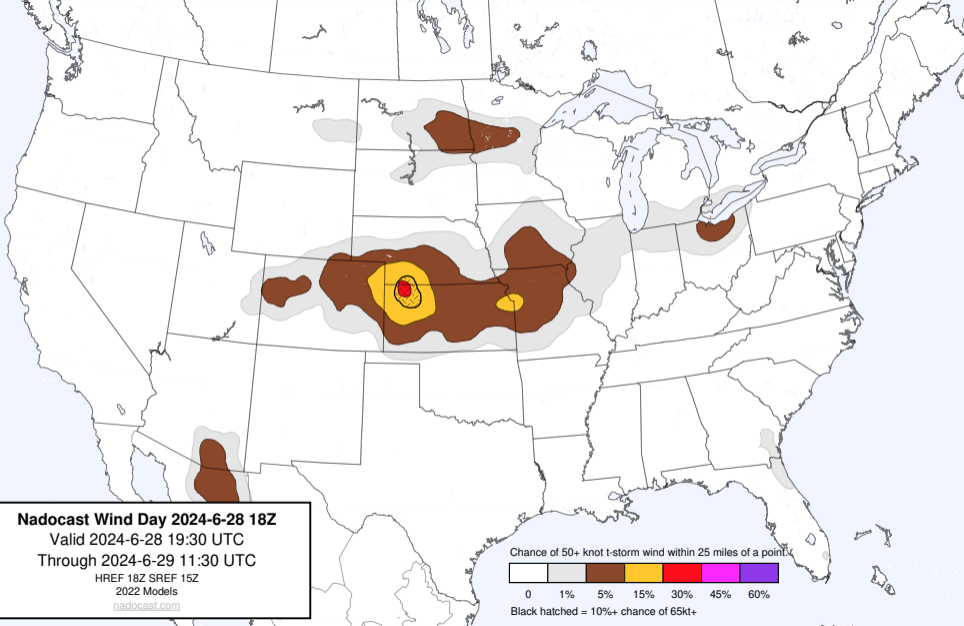 Nadocast Wind Day 2024-6-28 18Z
Valid 2024-6-28 19:30 UTC
Through 2024-6-29 11:30 UTC
HREF 18Z SREF 15Z
2022 Models
nadocast.com
Chance of 50+ knot t-storm wind within 25 miles of a point.
0 1% 5% 15% 30% 45% 60%
Black hatched = 10%+ chance of 65kt+